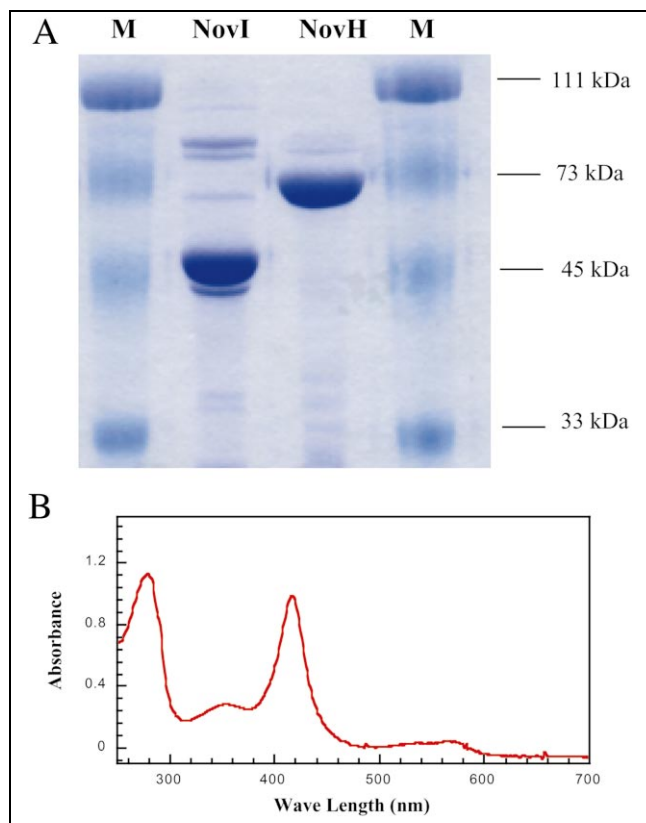 A
M NovI NovH M
111 kDa
73 kDa
45 kDa
33 kDa
B
1.2
0.8
0.4
0
Absorbance
300 400 500 600 700
Wave Length (nm)